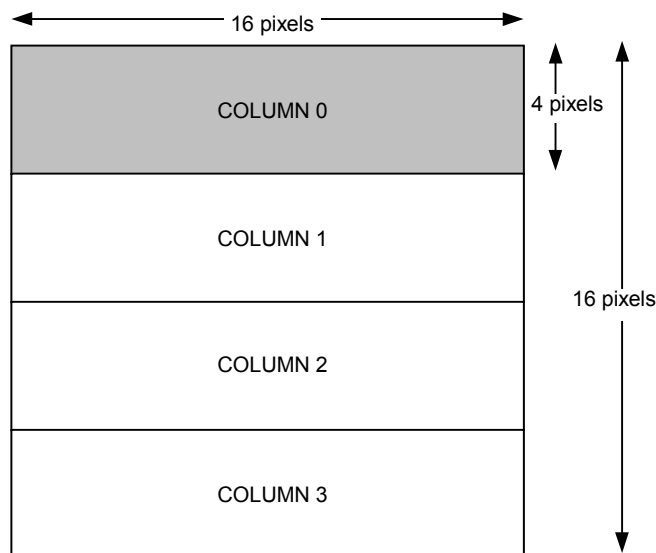 16 pixels
COLUMN 0
4 pixels
COLUMN 1
16 pixels
COLUMN 2
COLUMN 3